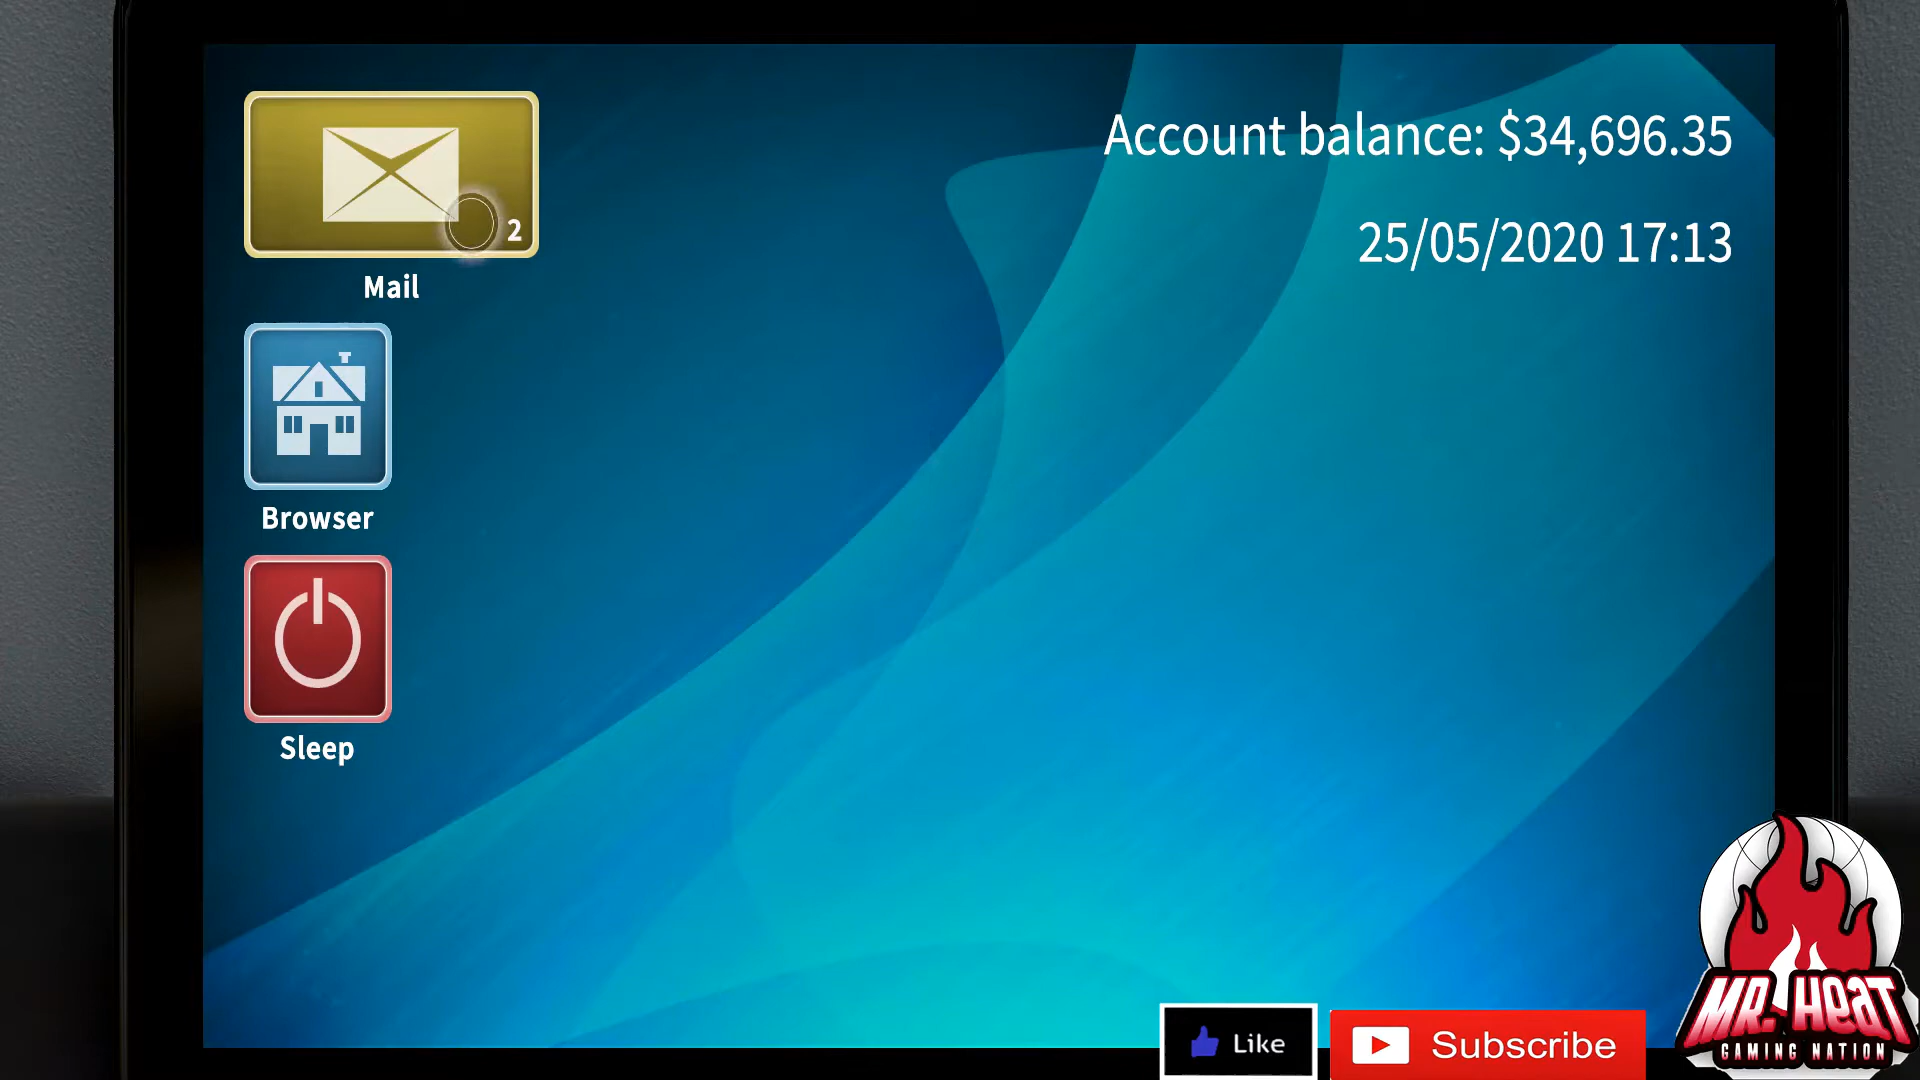 Account balance: $34,696.35
25/05/2020 17:13
2
Mail
Browser
Sleep
Like
Subscribe
MR. HEAT
GAMING NATION